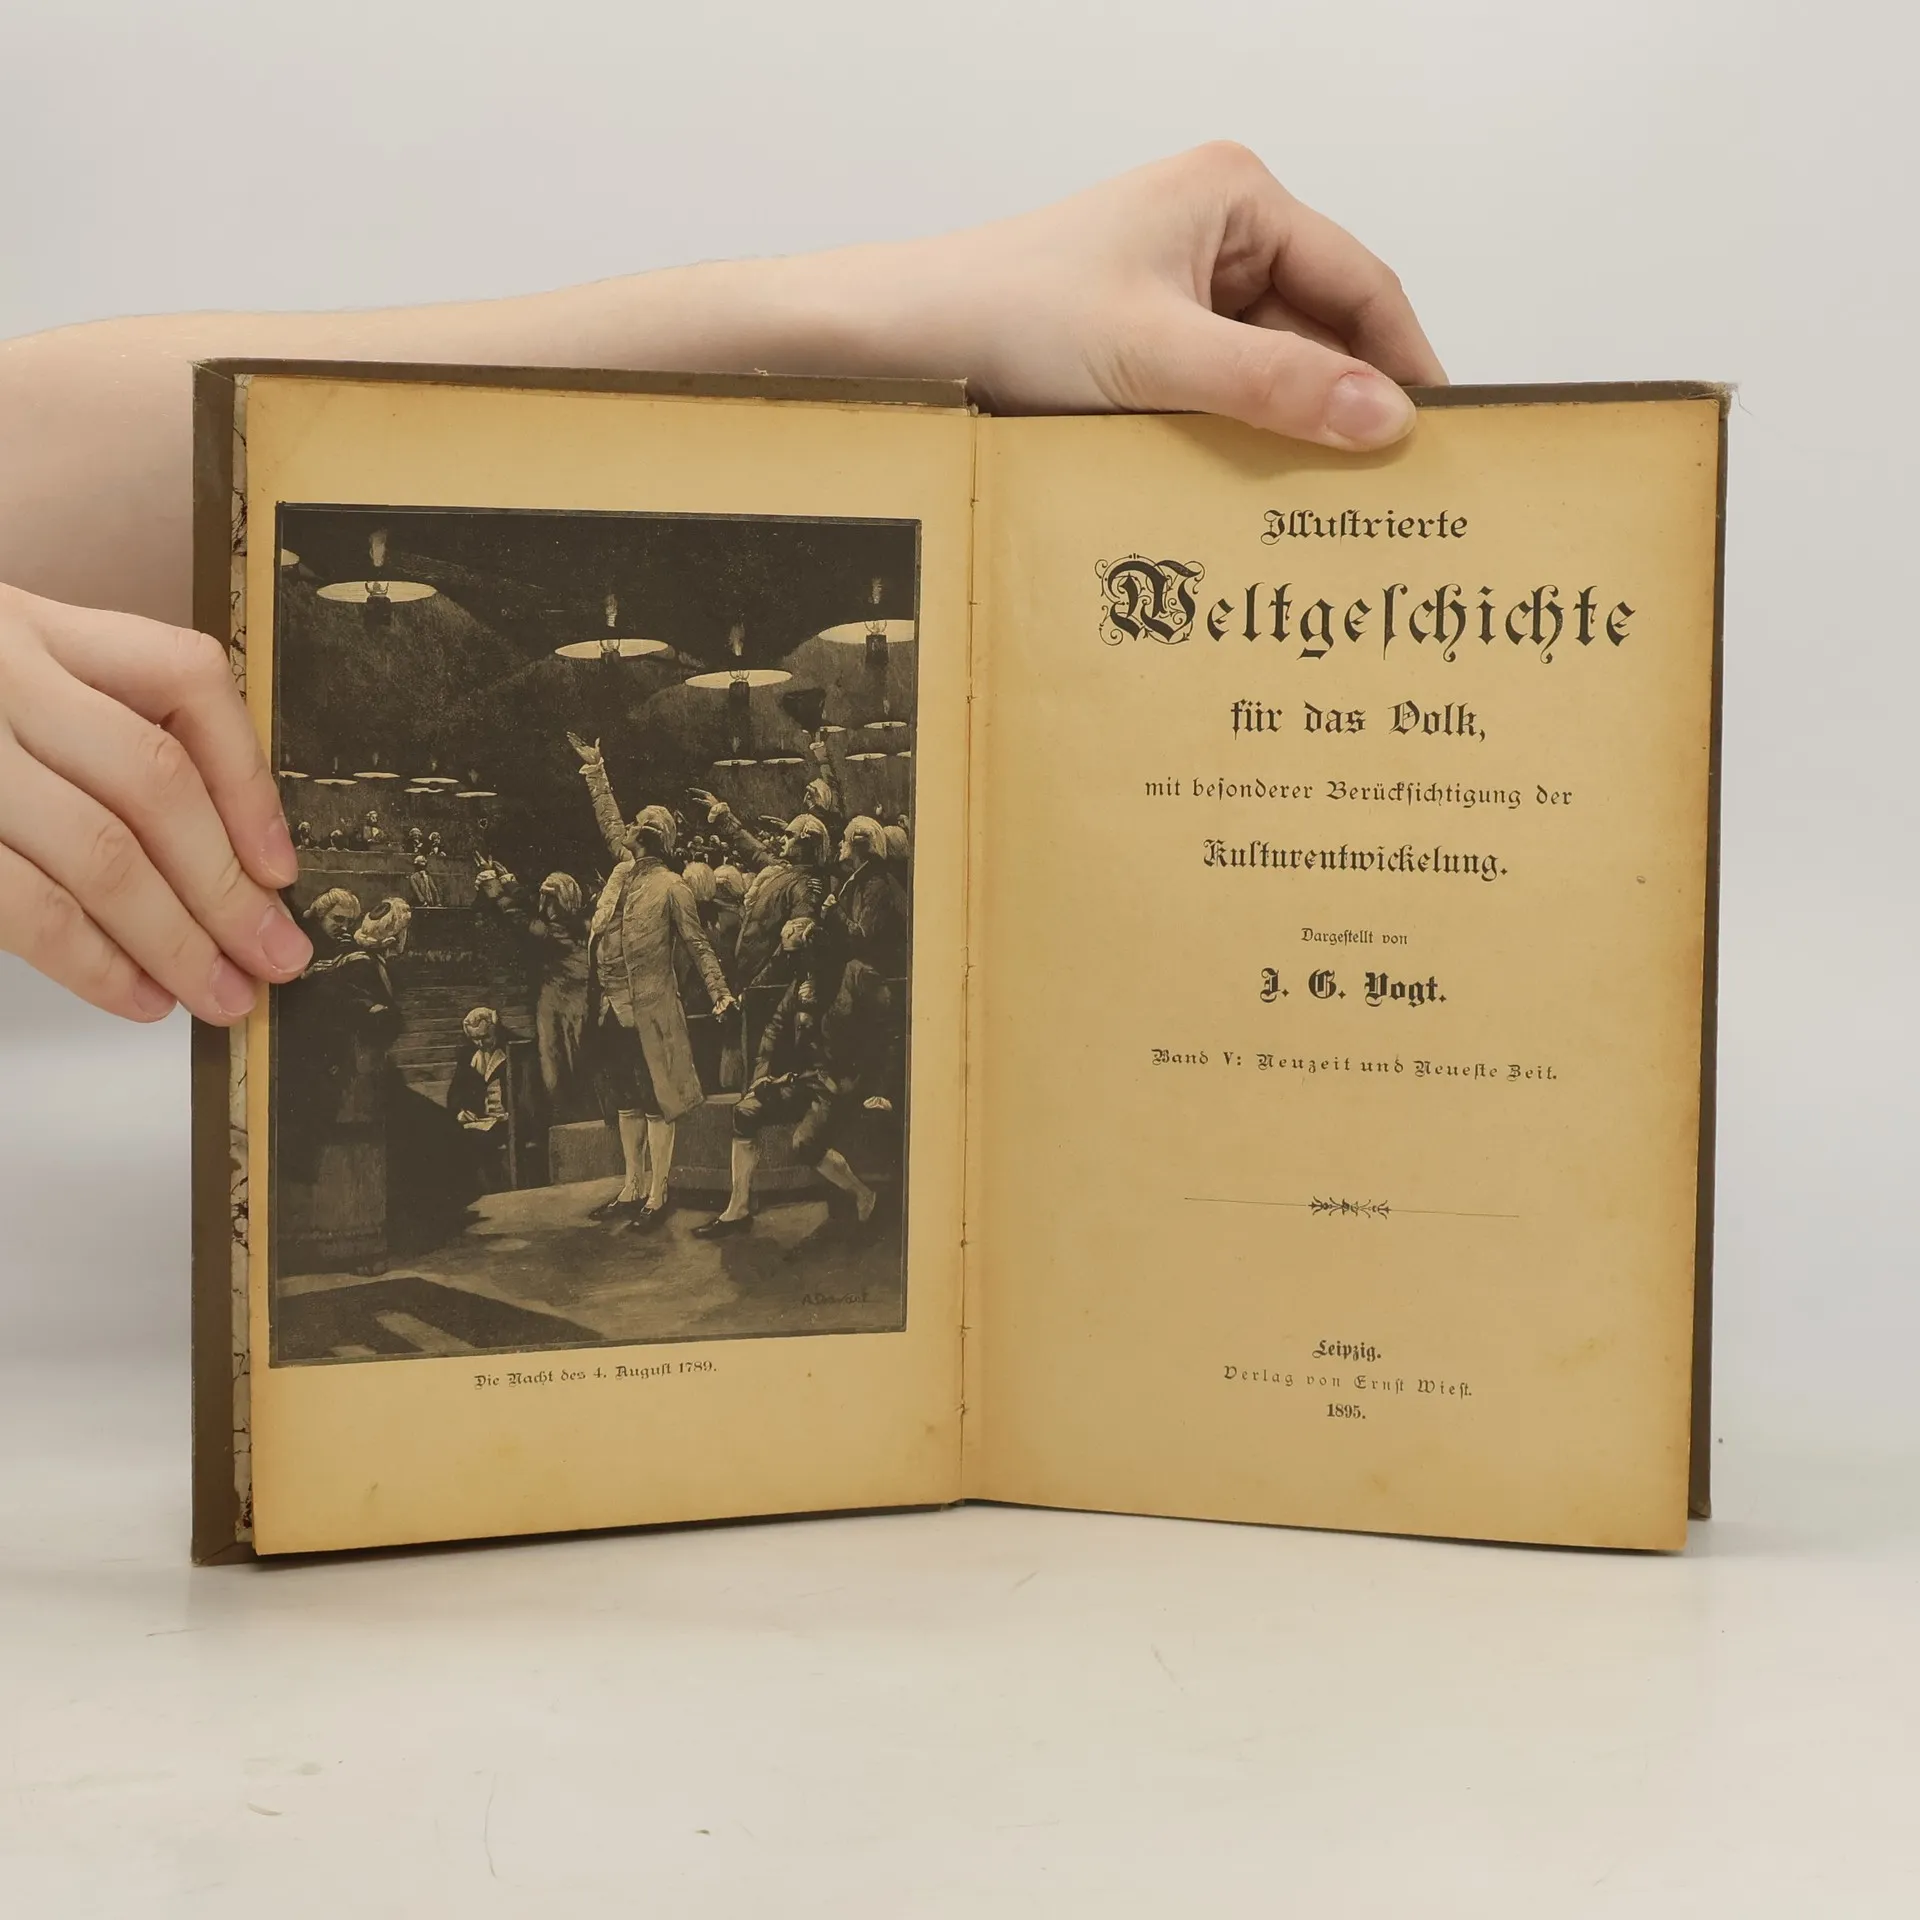 Die Nacht des 4. August 1789.
Illustrierte
Weltgeschichte
für das Volk,
mit besonderer Berücksichtigung der
Kulturentwickelung.
Dargestellt von
J. G. Vogt.
Band V: Neuzeit und Neueste Zeit.
Leipzig.
Verlag von Ernst Wiest.
1895.